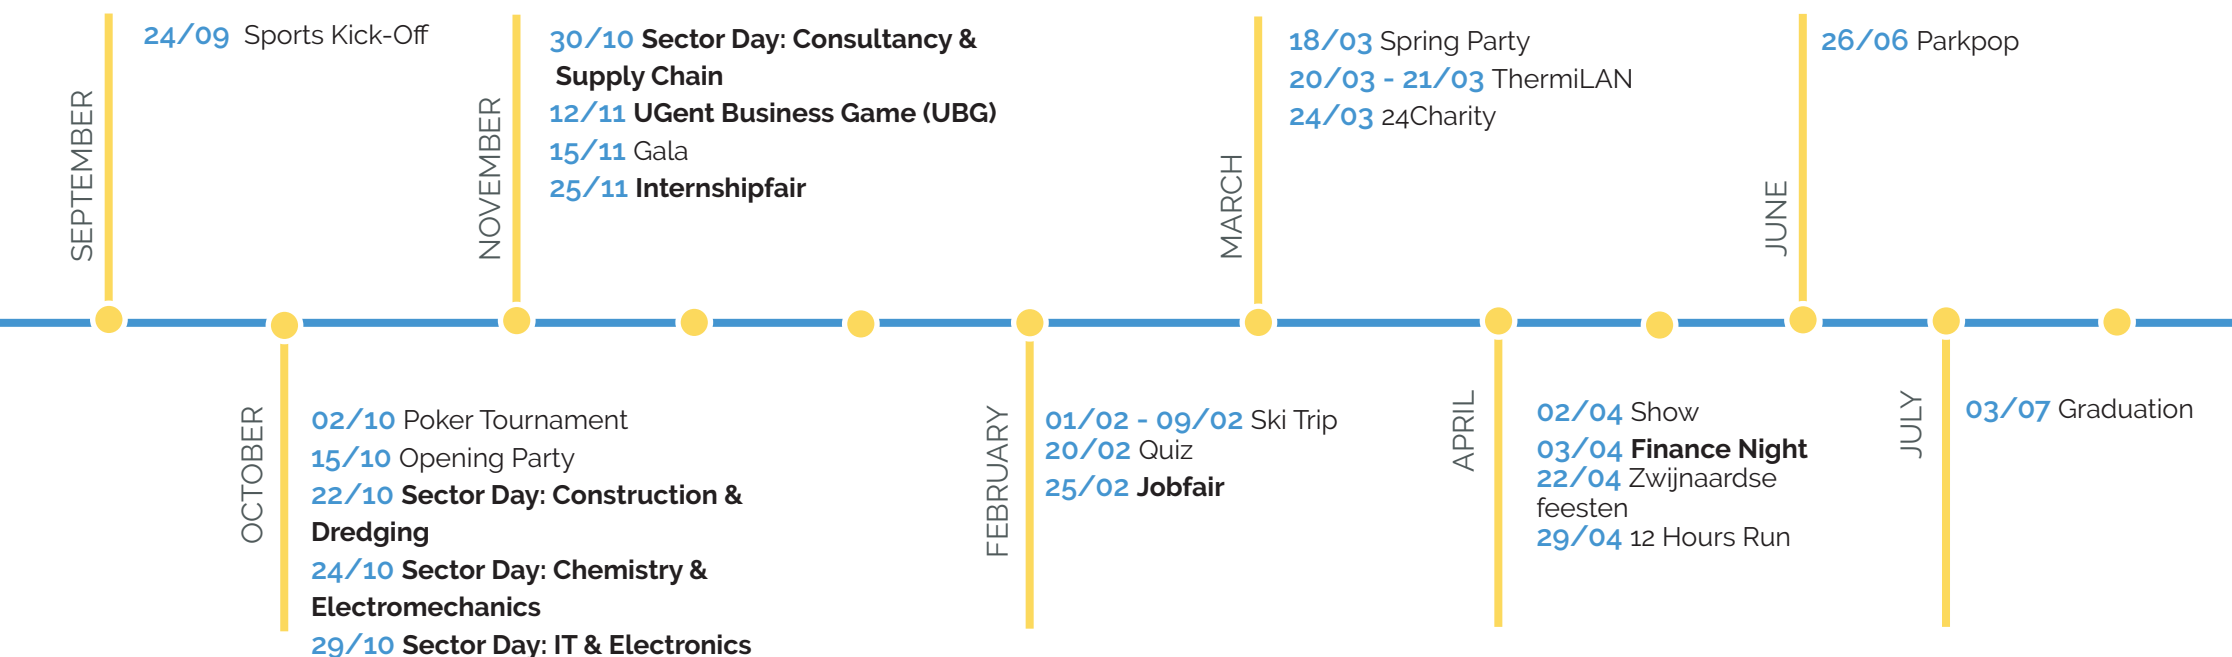 SEPTEMBER
24/09 Sports Kick-Off
OCTOBER
02/10 Poker Tournament
15/10 Opening Party
22/10 Sector Day: Construction &
Dredging
24/10 Sector Day: Chemistry &
Electromechanics
29/10 Sector Day: IT & Electronics
NOVEMBER
30/10 Sector Day: Consultancy &
Supply Chain
12/11 UGent Business Game (UBG)
15/11 Gala
25/11 Internshipfair
FEBRUARY
01/02 - 09/02 Ski Trip
20/02 Quiz
25/02 Jobfair
MARCH
18/03 Spring Party
20/03 - 21/03 ThermiLAN
24/03 24Charity
APRIL
02/04 Show
03/04 Finance Night
22/04 Zwijnaardse
feesten
29/04 12 Hours Run
JUNE
26/06 Parkpop
JULY
03/07 Graduation